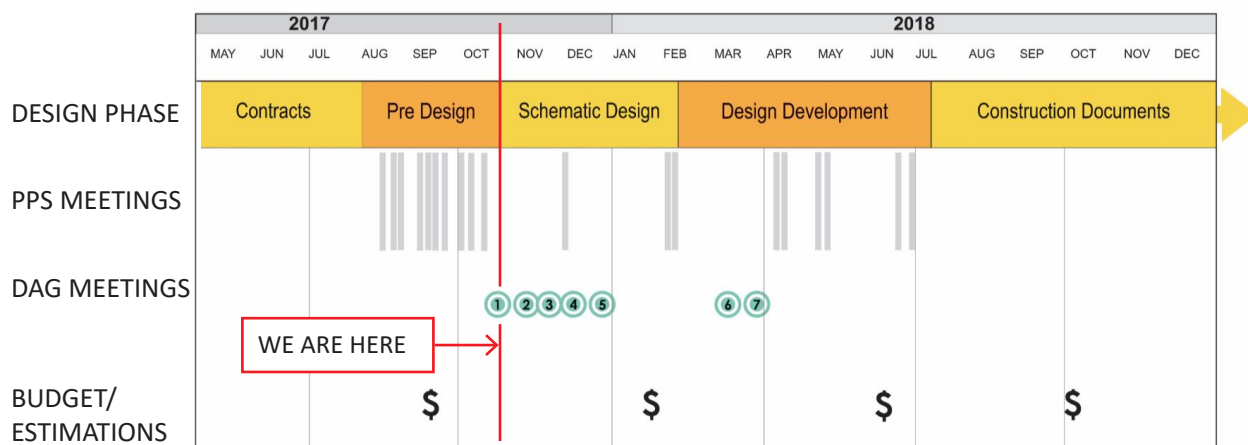 2017 2018
MAY JUN JUL AUG SEP OCT NOV DEC JAN FEB MAR APR MAY JUN JUL AUG SEP OCT NOV DEC
DESIGN PHASE Contracts Pre Design Schematic Design Design Development Construction Documents
PPS MEETINGS
DAG MEETINGS 1 2 3 4 5 6 7
WE ARE HERE
BUDGET/ $ $ $ $
ESTIMATIONS